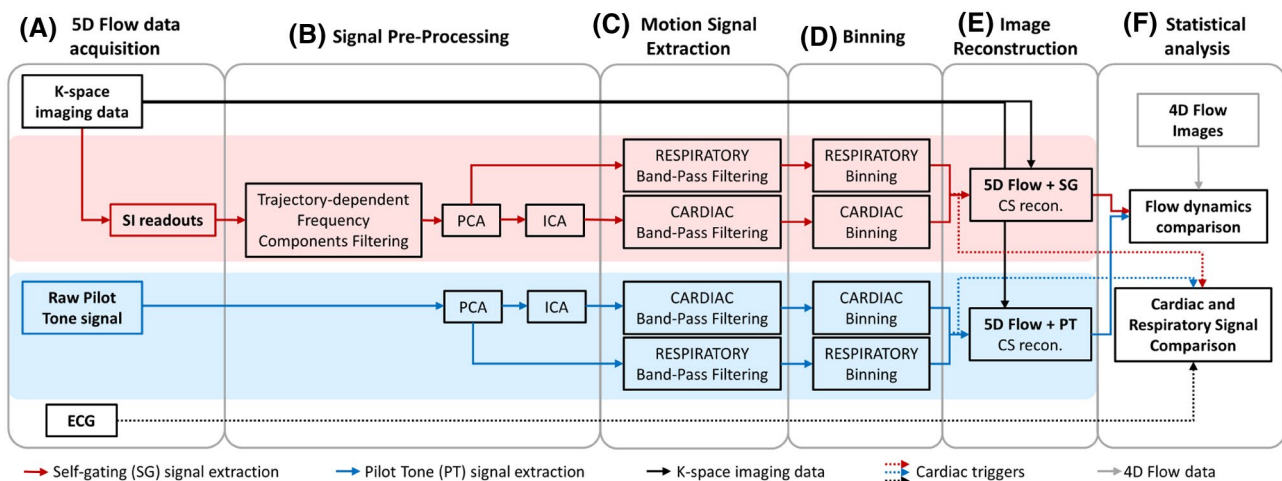 (A) 5D Flow data
acquisition
(B) Signal Pre-Processing
(C) Motion Signal
Extraction
(D) Binning
(E) Image
Reconstruction
(F) Statistical
analysis
K-space
imaging data
4D Flow
Images
SI readouts
Trajectory-dependent
Frequency
Components Filtering
PCA
ICA
RESPIRATORY
Band-Pass Filtering
CARDIAC
Band-Pass Filtering
RESPIRATORY
Binning
CARDIAC
Binning
5D Flow + SG
CS recon.
Flow dynamics
comparison
Raw Pilot
Tone signal
PCA
ICA
CARDIAC
Band-Pass Filtering
RESPIRATORY
Band-Pass Filtering
CARDIAC
Binning
RESPIRATORY
Binning
5D Flow + PT
CS recon.
Cardiac and
Respiratory Signal
Comparison
ECG
Self-gating (SG) signal extraction
Pilot Tone (PT) signal extraction
K-space imaging data
Cardiac triggers
4D Flow data